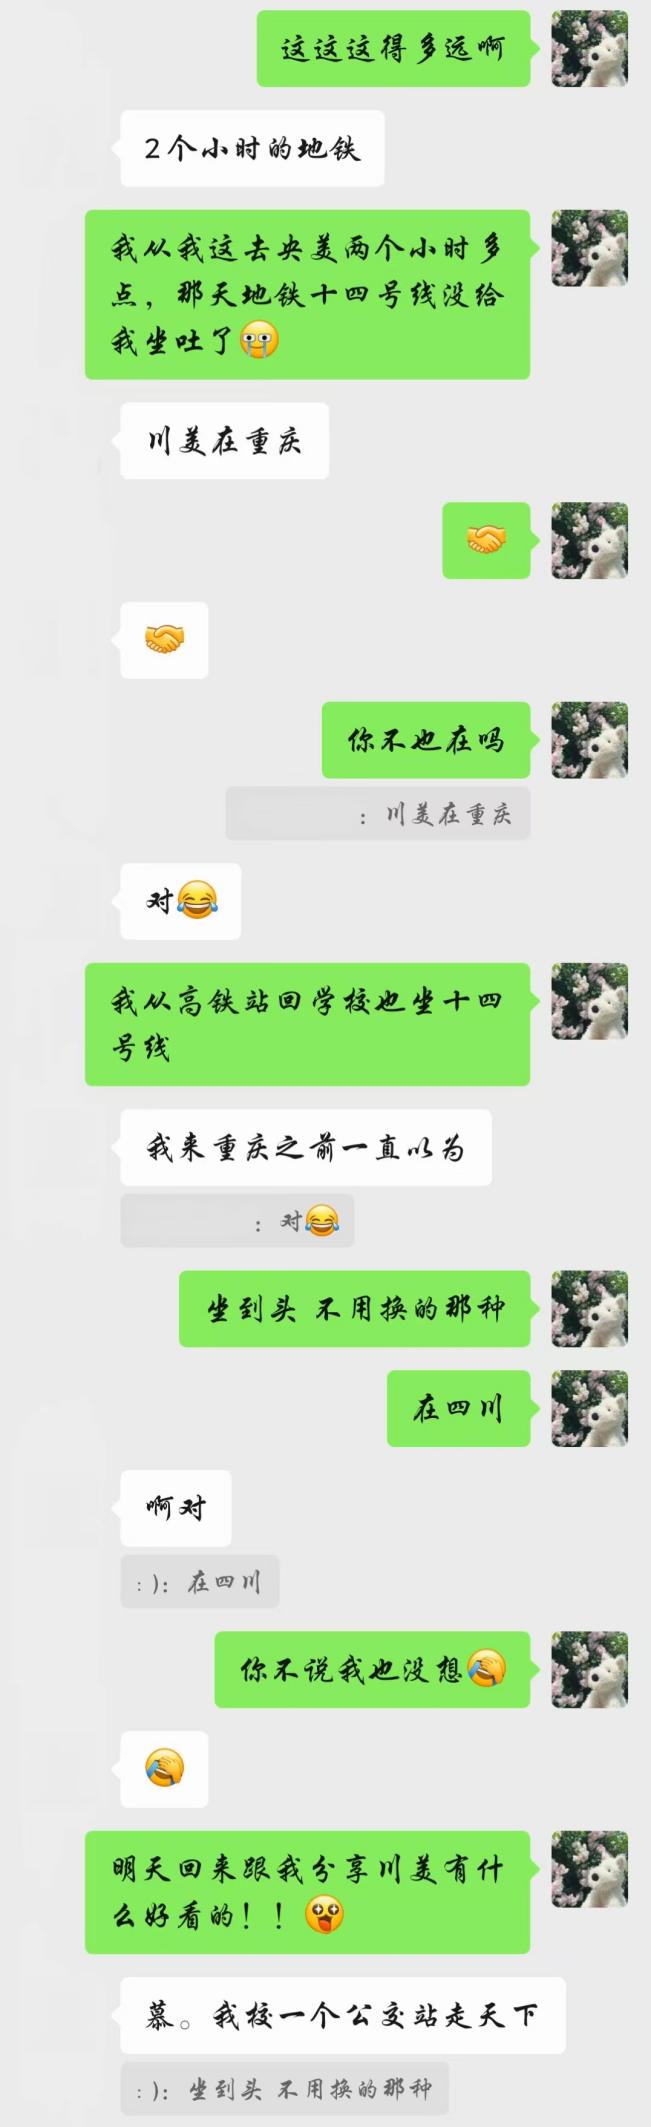 这这这得多远啊
2个小时的地铁
我从我这去央美两个小时多
点，那天地铁十四号线没给
我坐吐了😭
川美在重庆
🤝
🤝
你不也在吗
：川美在重庆
对😂
我从高铁站回学校也坐十四
号线
我来重庆之前一直以为
：对😂
坐到头 不用换的那种
在四川
啊对
:)：在四川
你不说我也没想🤣
🤣
明天回来跟我分享川美有什
么好看的！！🤩
慕。我校一个公交站走天下
:)：坐到头 不用换的那种